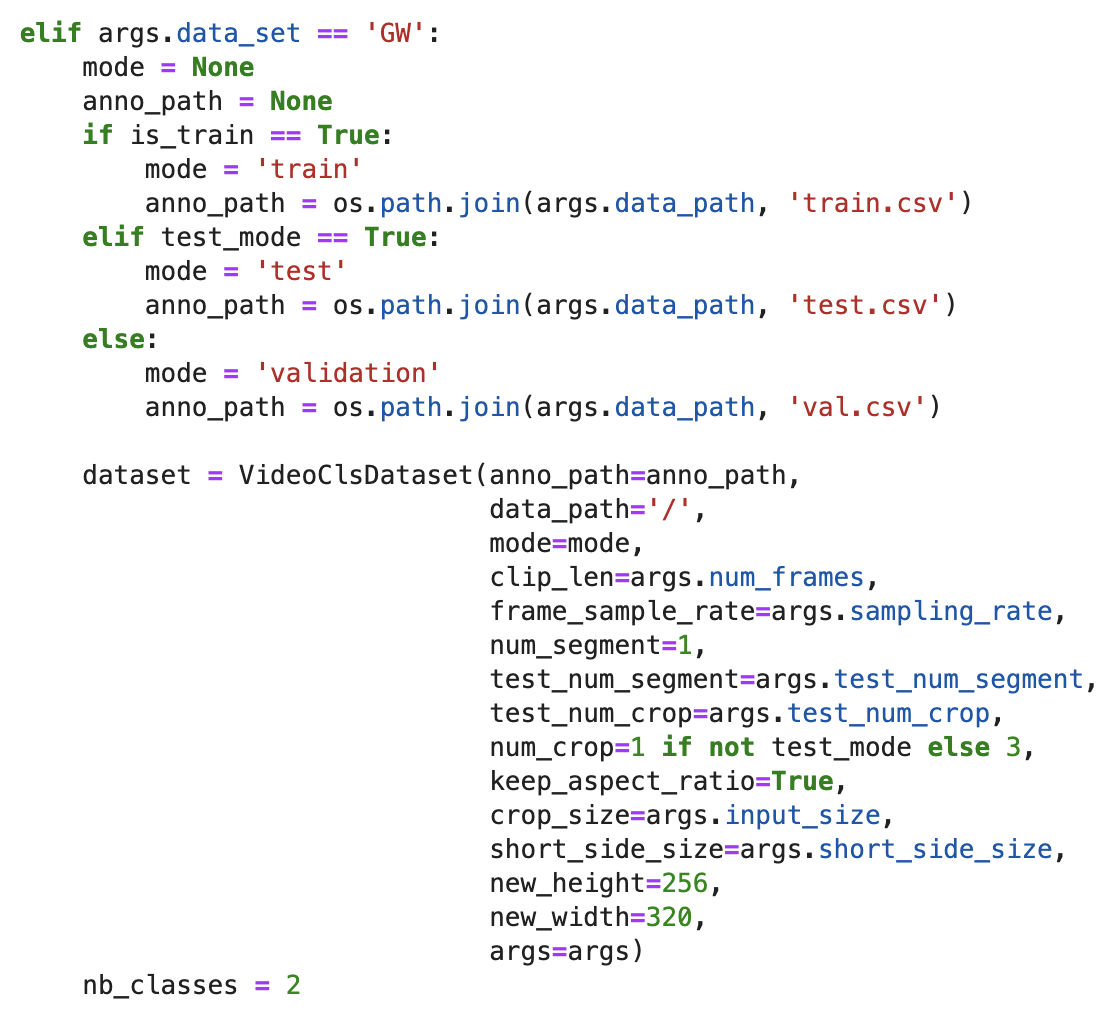 elif args.data_set == 'GW':
    mode = None
    anno_path = None
    if is_train == True:
        mode = 'train'
        anno_path = os.path.join(args.data_path, 'train.csv')
    elif test_mode == True:
        mode = 'test'
        anno_path = os.path.join(args.data_path, 'test.csv')
    else:
        mode = 'validation'
        anno_path = os.path.join(args.data_path, 'val.csv')

    dataset = VideoClsDataset(anno_path=anno_path,
                              data_path='/',
                              mode=mode,
                              clip_len=args.num_frames,
                              frame_sample_rate=args.sampling_rate,
                              num_segment=1,
                              test_num_segment=args.test_num_segment,
                              test_num_crop=args.test_num_crop,
                              num_crop=1 if not test_mode else 3,
                              keep_aspect_ratio=True,
                              crop_size=args.input_size,
                              short_side_size=args.short_side_size,
                              new_height=256,
                              new_width=320,
                              args=args)
    nb_classes = 2